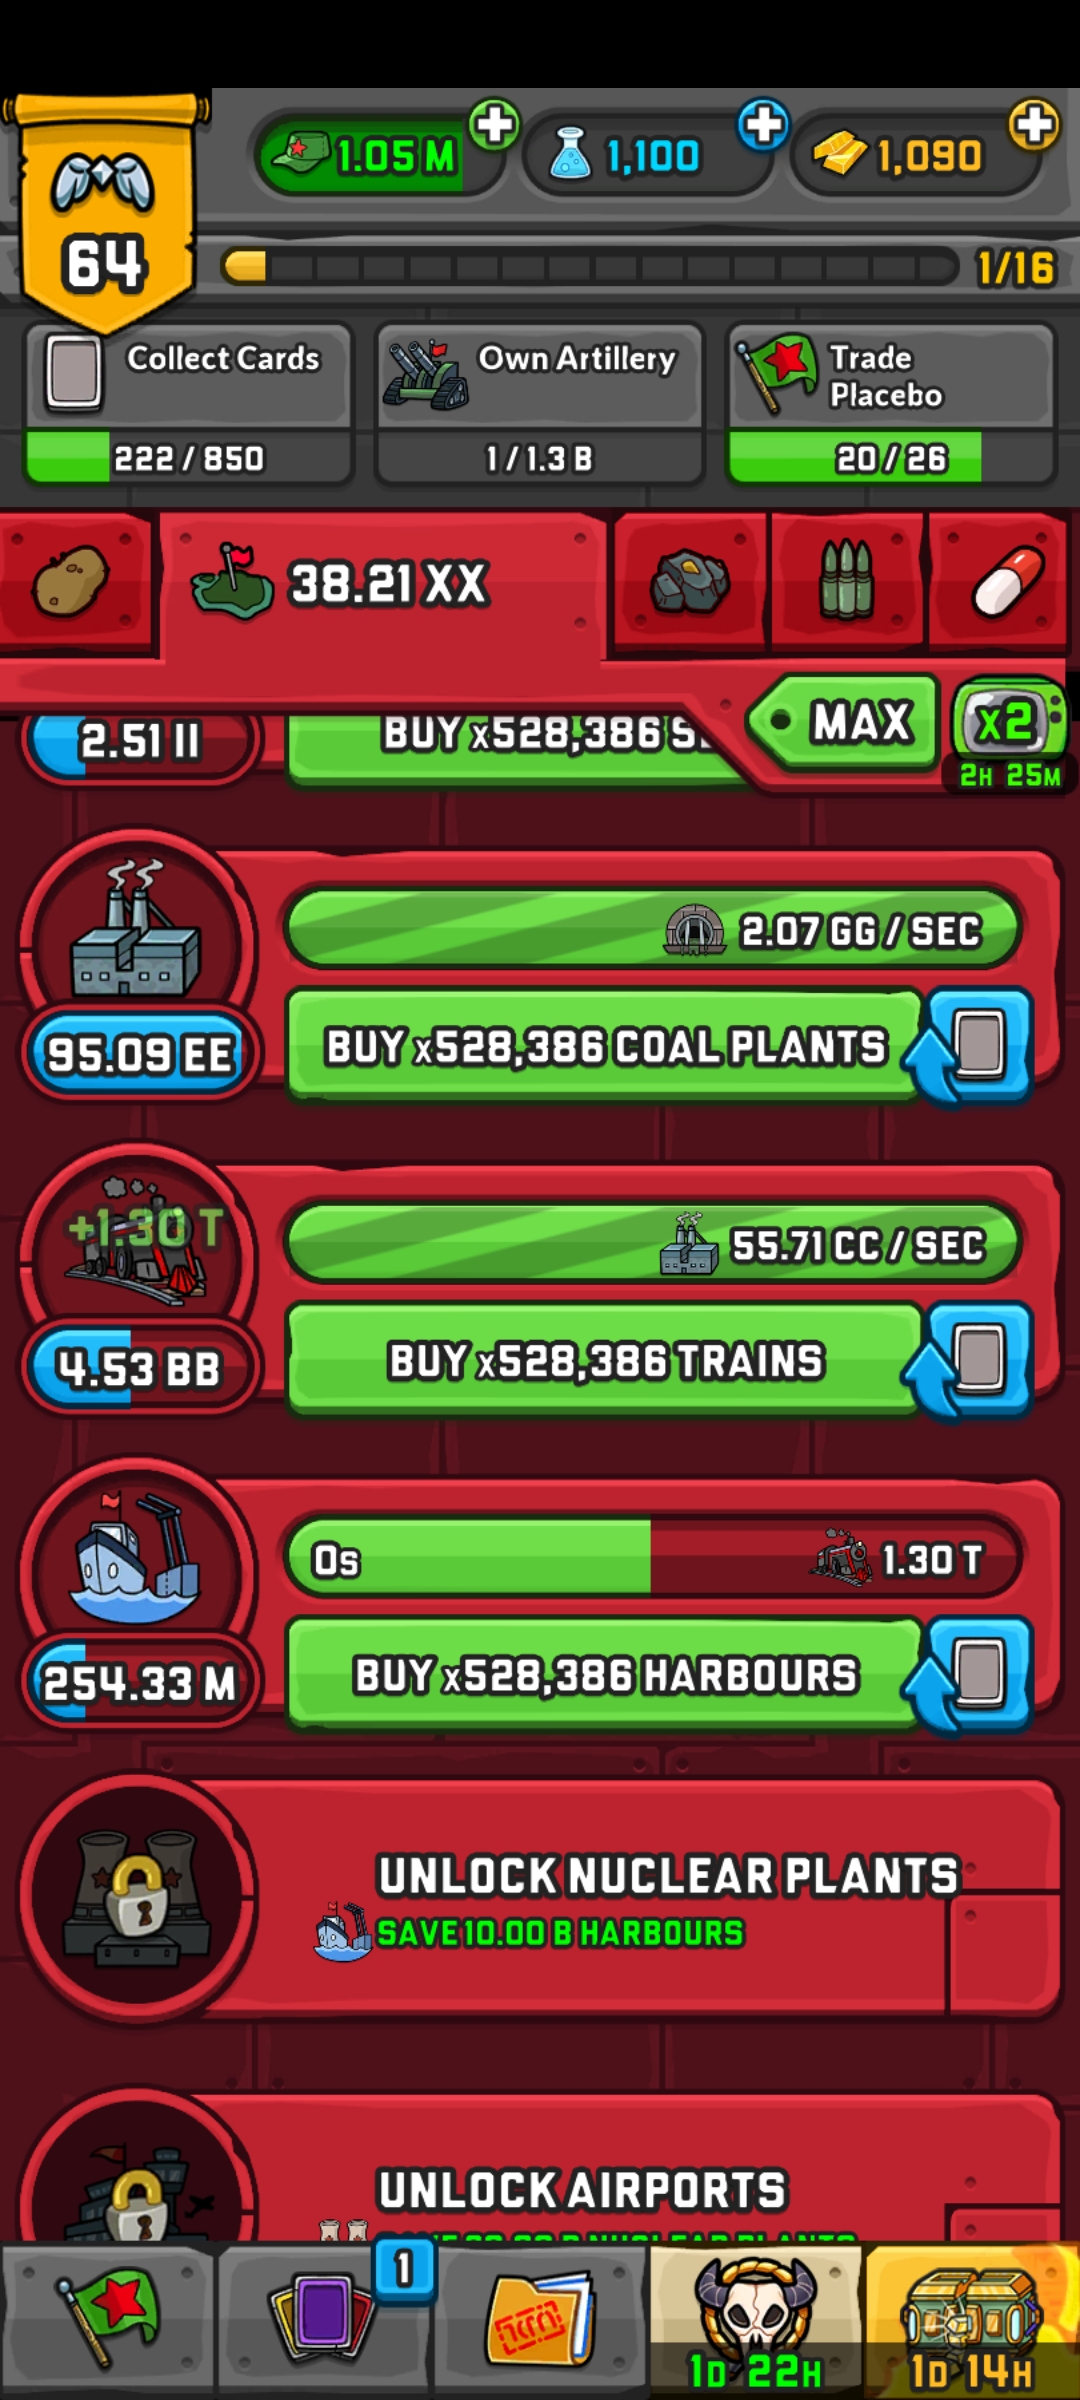 64
1.05 M
1,100
1,090
1/16
Collect Cards
222 / 850
Own Artillery
1 / 1.3 B
Trade
Placebo
20 / 26
38.21 XX
MAX
x2
2H 25M
2.51 II
BUY x528,386
2.07 GG / SEC
95.09 EE
BUY x528,386 COAL PLANTS
+1.30 T
55.71 CC / SEC
4.53 BB
BUY x528,386 TRAINS
0s
1.30 T
254.33 M
BUY x528,386 HARBOURS
UNLOCK NUCLEAR PLANTS
SAVE 10.00 B HARBOURS
UNLOCK AIRPORTS
NUCLEAR PLANTS
1
1D 22H
1D 14H